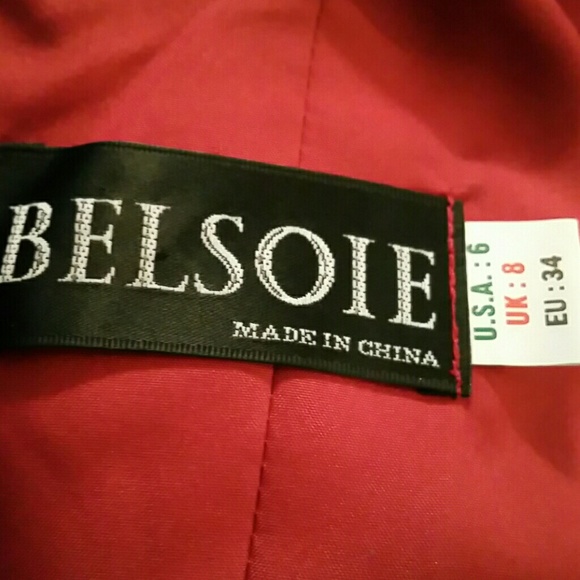 BELSOIE
MADE IN CHINA
U.S.A.: 6
UK: 8
EU: 34